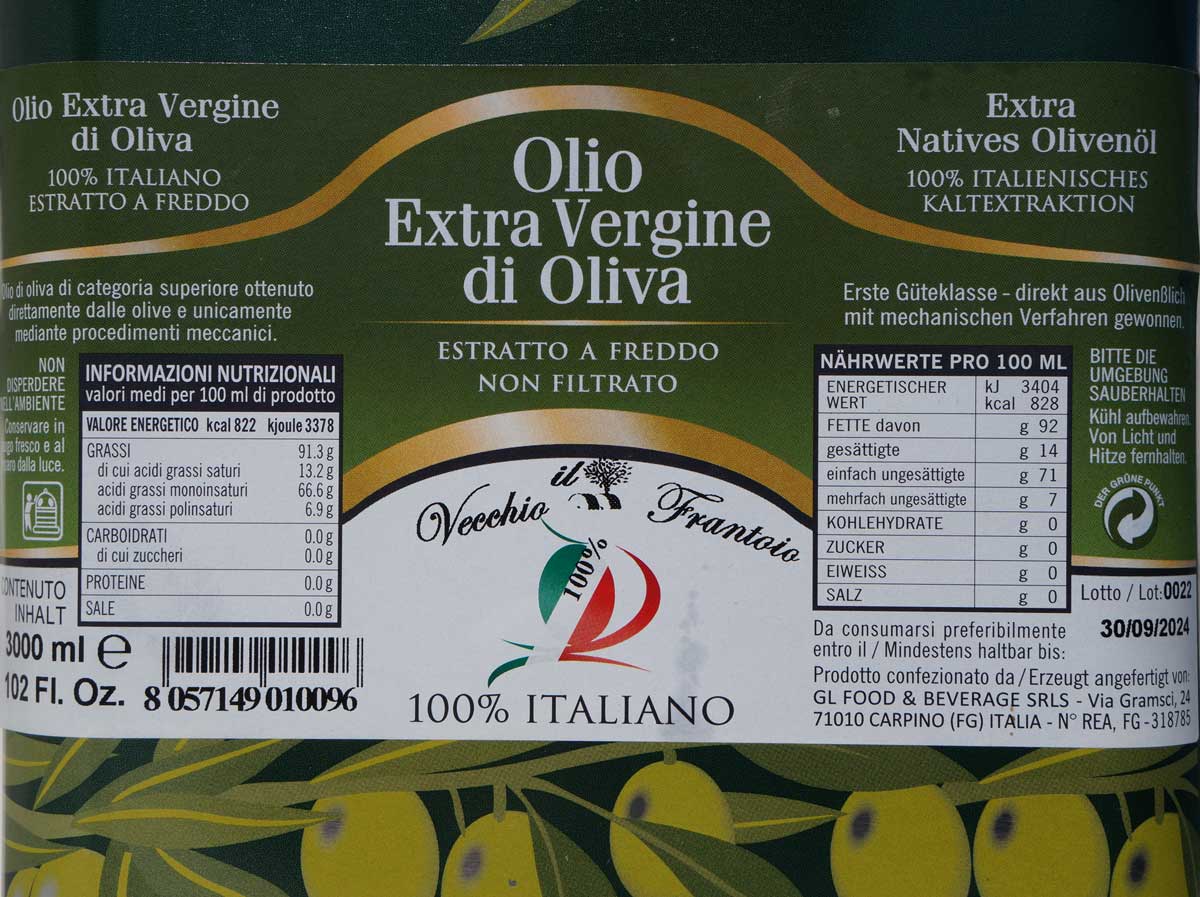 Olio Extra Vergine
di Oliva
100% ITALIANO
ESTRATTO A FREDDO
Olio di oliva di categoria superiore ottenuto
direttamente dalle olive e unicamente
mediante procedimenti meccanici.
NON
DISPERDERE
NELL'AMBIENTE
Conservare in
luogo fresco e al
riparo dalla luce.
INFORMAZIONI NUTRIZIONALI
valori medi per 100 ml di prodotto
VALORE ENERGETICO kcal 822 kjoule 3378
GRASSI 91.3 g
di cui acidi grassi saturi 13.2 g
acidi grassi monoinsaturi 66.6 g
acidi grassi polinsaturi 6.9 g
CARBOIDRATI 0.0 g
di cui zuccheri 0.0 g
PROTEINE 0.0 g
SALE 0.0 g
CONTENUTO
INHALT
3000 ml e
102 Fl. Oz.
8 057149 010096
Olio
Extra Vergine
di Oliva
ESTRATTO A FREDDO
NON FILTRATO
il
Vecchio Frantoio
100%
100% ITALIANO
Extra
Natives Olivenöl
100% ITALIENISCHES
KALTEXTRAKTION
Erste Güteklasse - direkt aus Olivenßlich
mit mechanischen Verfahren gewonnen.
NÄHRWERTE PRO 100 ML
ENERGETISCHER kJ 3404
WERT kcal 828
FETTE davon g 92
gesättigte g 14
einfach ungesättigte g 71
mehrfach ungesättigte g 7
KOHLEHYDRATE g 0
ZUCKER g 0
EIWEISS g 0
SALZ g 0
BITTE DIE
UMGEBUNG
SAUBERHALTEN
Kühl aufbewahren.
Von Licht und
Hitze fernhalten.
DER GRÜNE PUNKT
Lotto / Lot: 0022
30/09/2024
Da consumarsi preferibilmente
entro il / Mindestens haltbar bis:
Prodotto confezionato da / Erzeugt angefertigt von:
GL FOOD & BEVERAGE SRLS - Via Gramsci, 24
71010 CARPINO (FG) ITALIA - N° REA, FG - 318785